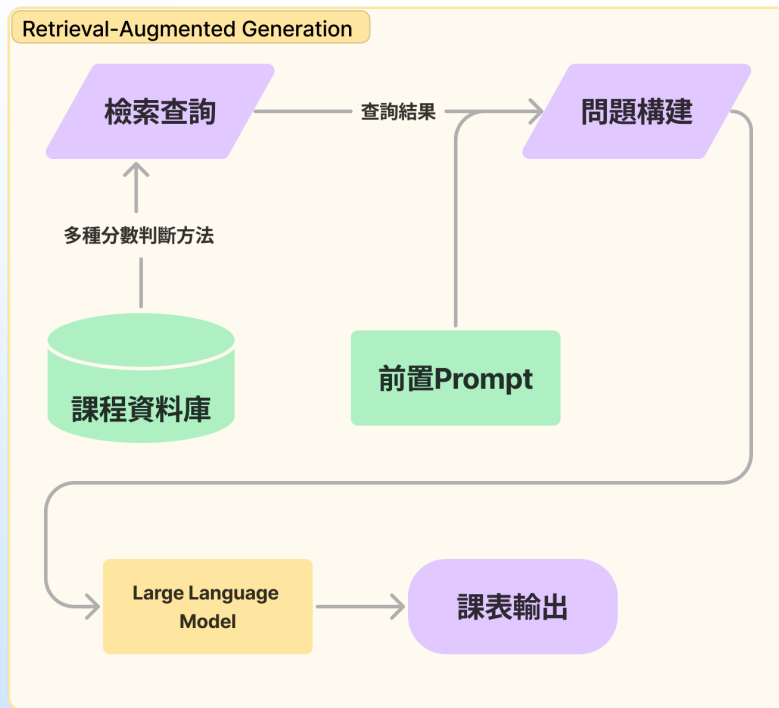 Retrieval-Augmented Generation
檢索查詢
查詢結果
問題構建
多種分數判斷方法
課程資料庫
前置Prompt
Large Language
Model
課表輸出